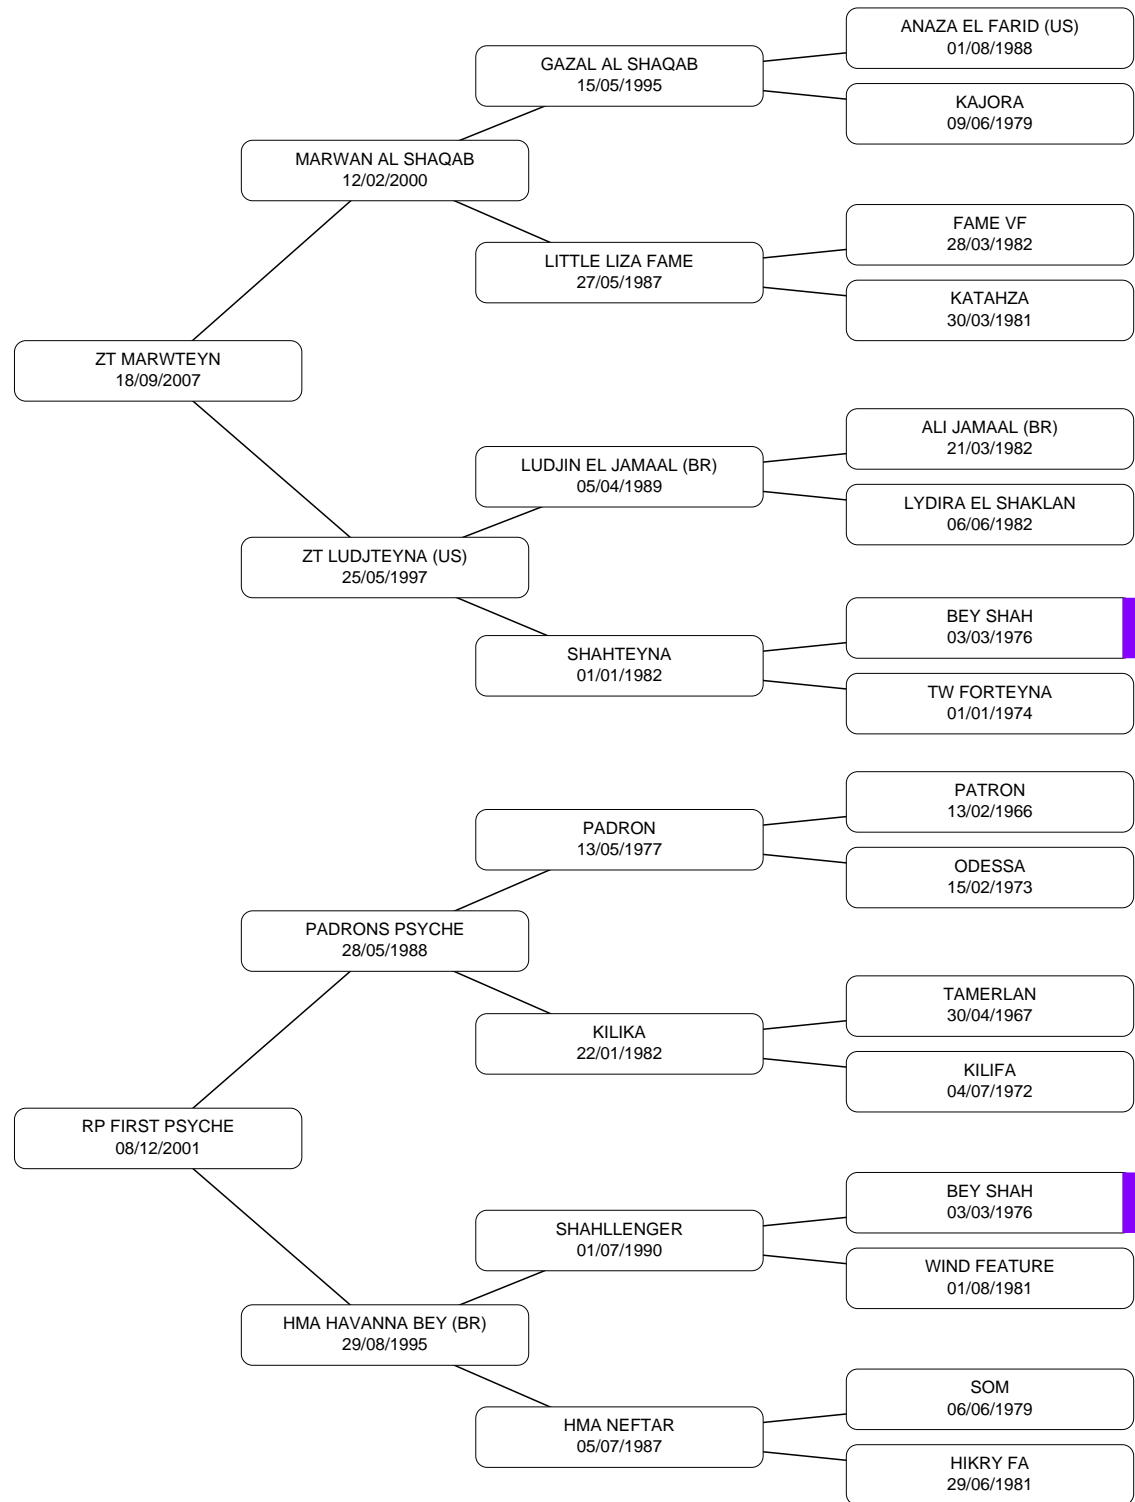 ANAZA EL FARID (US)
01/08/1988
GAZAL AL SHAQAB
15/05/1995
KAJORA
09/06/1979
MARWAN AL SHAQAB
12/02/2000
FAME VF
28/03/1982
LITTLE LIZA FAME
27/05/1987
KATAHZA
30/03/1981
ZT MARWTEYN
18/09/2007
ALI JAMAAL (BR)
21/03/1982
LUDJIN EL JAMAAL (BR)
05/04/1989
LYDIRA EL SHAKLAN
06/06/1982
ZT LUDJTEYNA (US)
25/05/1997
BEY SHAH
03/03/1976
SHAHTEYNA
01/01/1982
TW FORTEYNA
01/01/1974
PATRON
13/02/1966
PADRON
13/05/1977
ODESSA
15/02/1973
PADRONS PSYCHE
28/05/1988
TAMERLAN
30/04/1967
KILIKA
22/01/1982
KILIFA
04/07/1972
RP FIRST PSYCHE
08/12/2001
BEY SHAH
03/03/1976
SHAHLLENGER
01/07/1990
WIND FEATURE
01/08/1981
HMA HAVANNA BEY (BR)
29/08/1995
SOM
06/06/1979
HMA NEFTAR
05/07/1987
HIKRY FA
29/06/1981